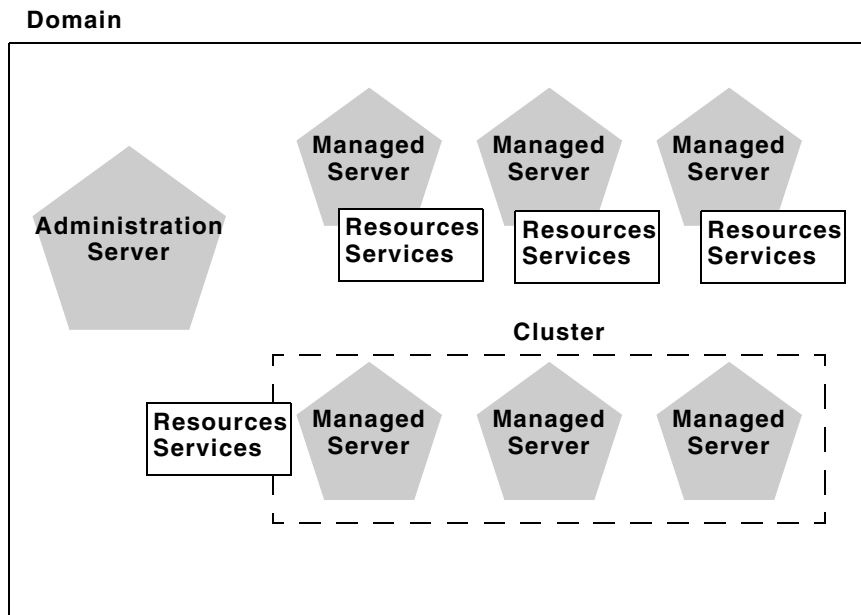 Domain
Managed
Server
Managed
Server
Managed
Server
Administration
Server
Resources
Services
Resources
Services
Resources
Services
Cluster
Resources
Services
Managed
Server
Managed
Server
Managed
Server